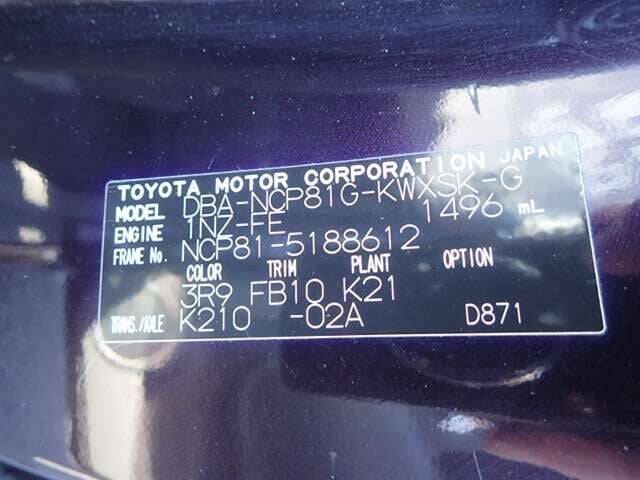 TOYOTA MOTOR CORPORATION JAPAN
MODEL DBA-NCP81G-KWXSK-G
ENGINE 1NZ-FE 1496 mL
FRAME No. NCP81-5188612
COLOR TRIM PLANT OPTION
3R9 FB10 K21
TRANS./AXLE K210 -02A D871